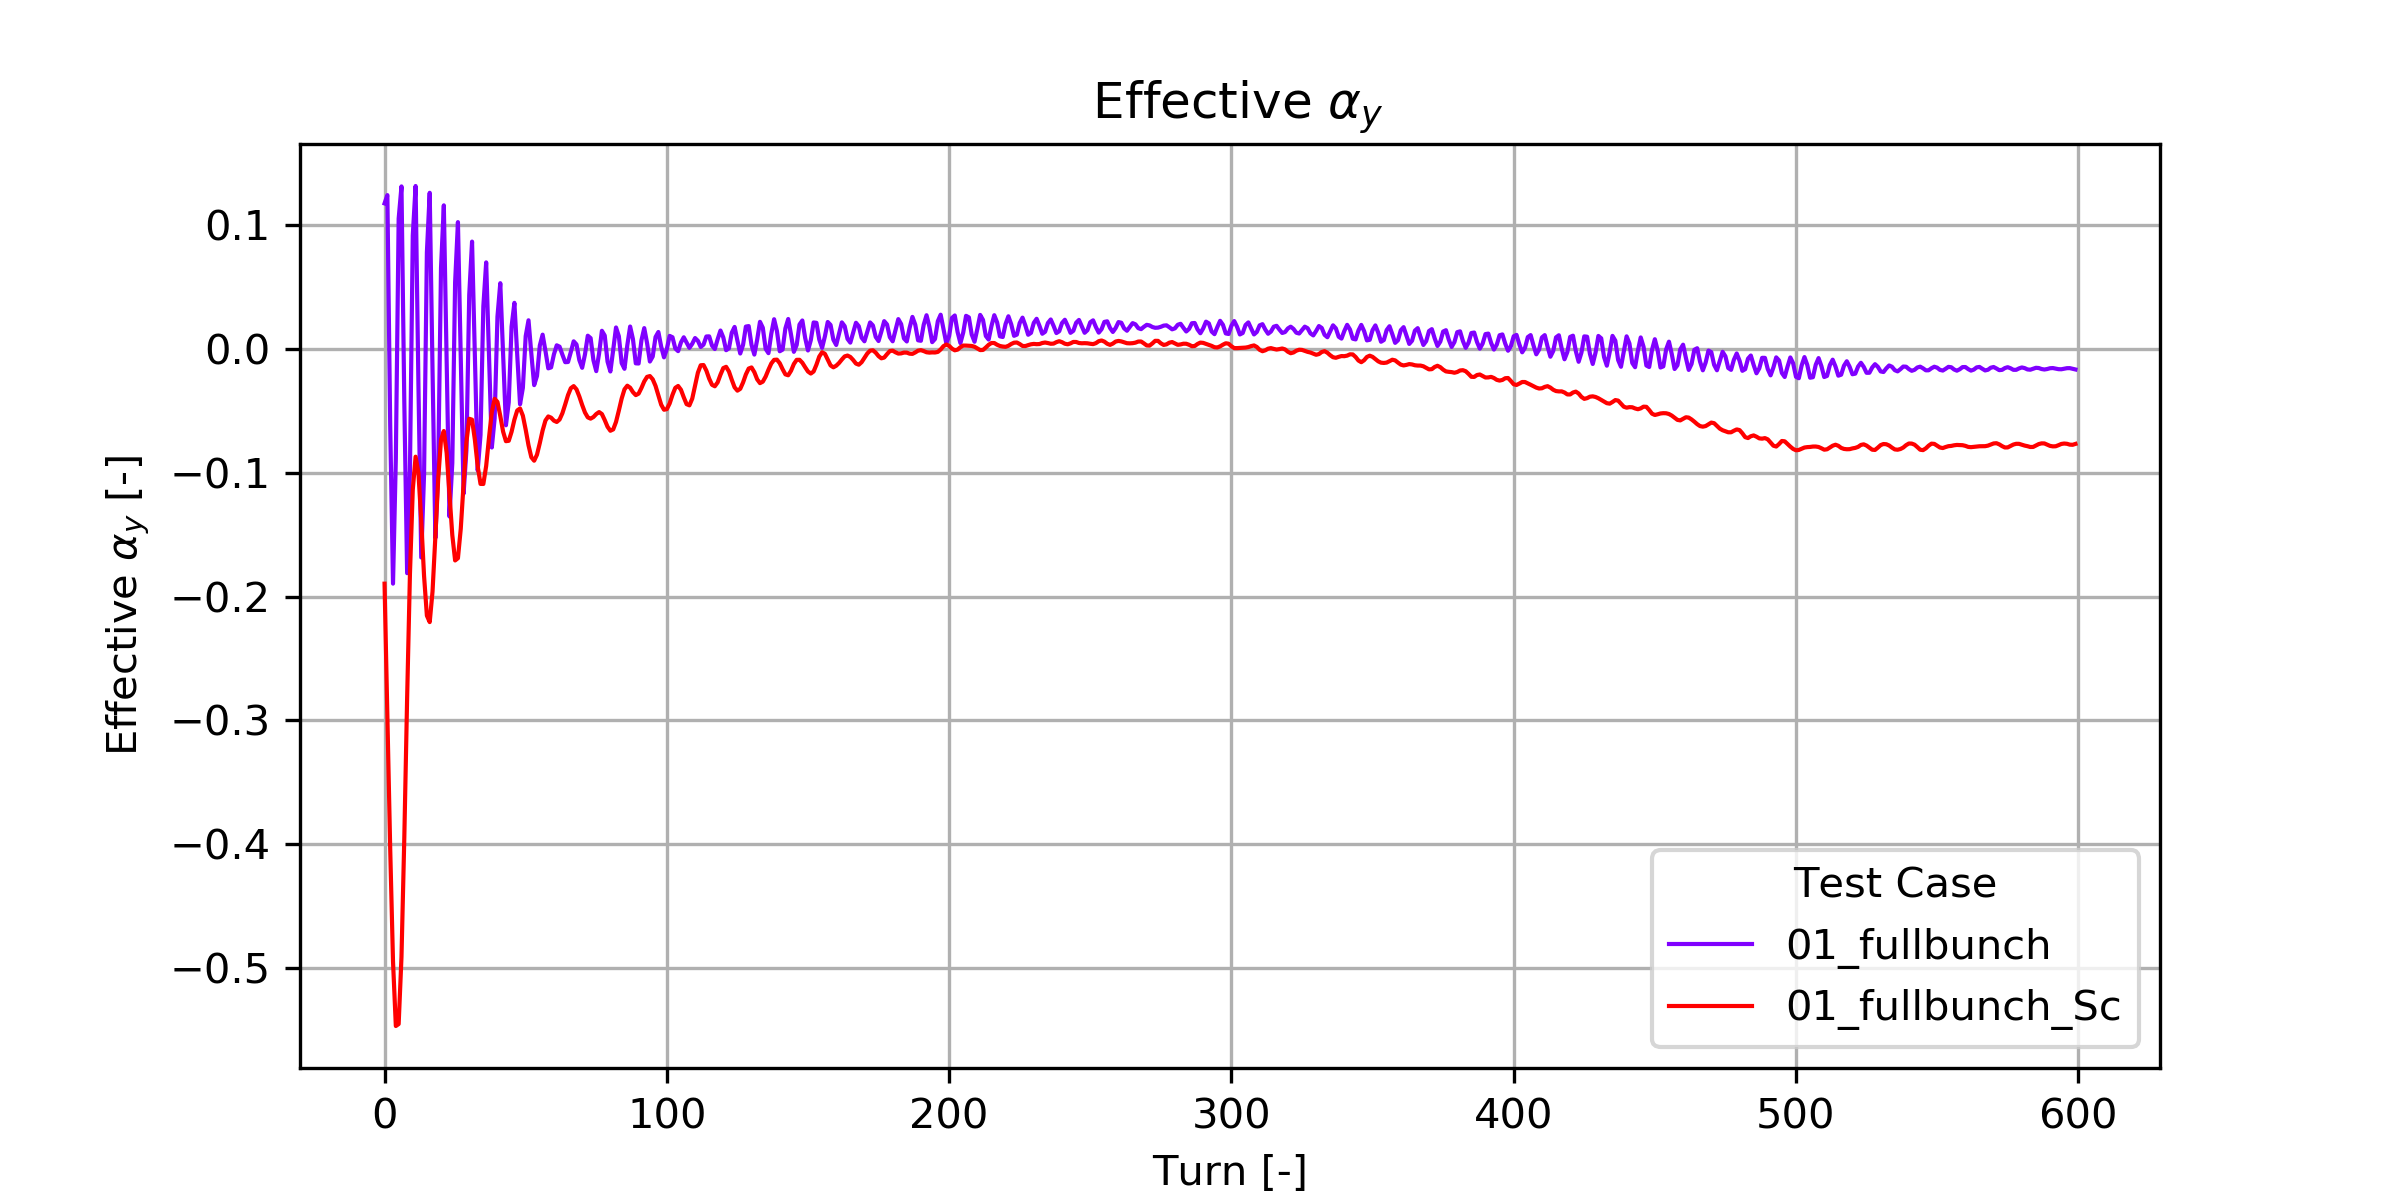 Effective αy
Effective αy [-]
0.1
0.0
−0.1
−0.2
−0.3
−0.4
−0.5
0 100 200 300 400 500 600
Turn [-]
Test Case
01_fullbunch
01_fullbunch_Sc